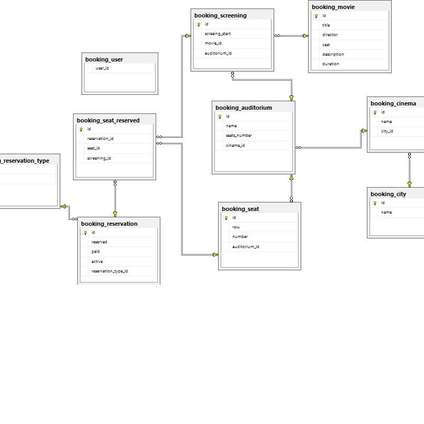 booking_screening
id
screening_start
movie_id
auditorium_id
booking_movie
id
title
director
cast
description
duration
booking_user
user_id
booking_seat_reserved
id
reservation_id
seat_id
screening_id
booking_auditorium
id
name
seats_number
cinema_id
booking_cinema
id
name
city_id
_reservation_type
booking_city
id
name
booking_reservation
id
reserved
paid
active
reservation_type_id
booking_seat
id
row
number
auditorium_id